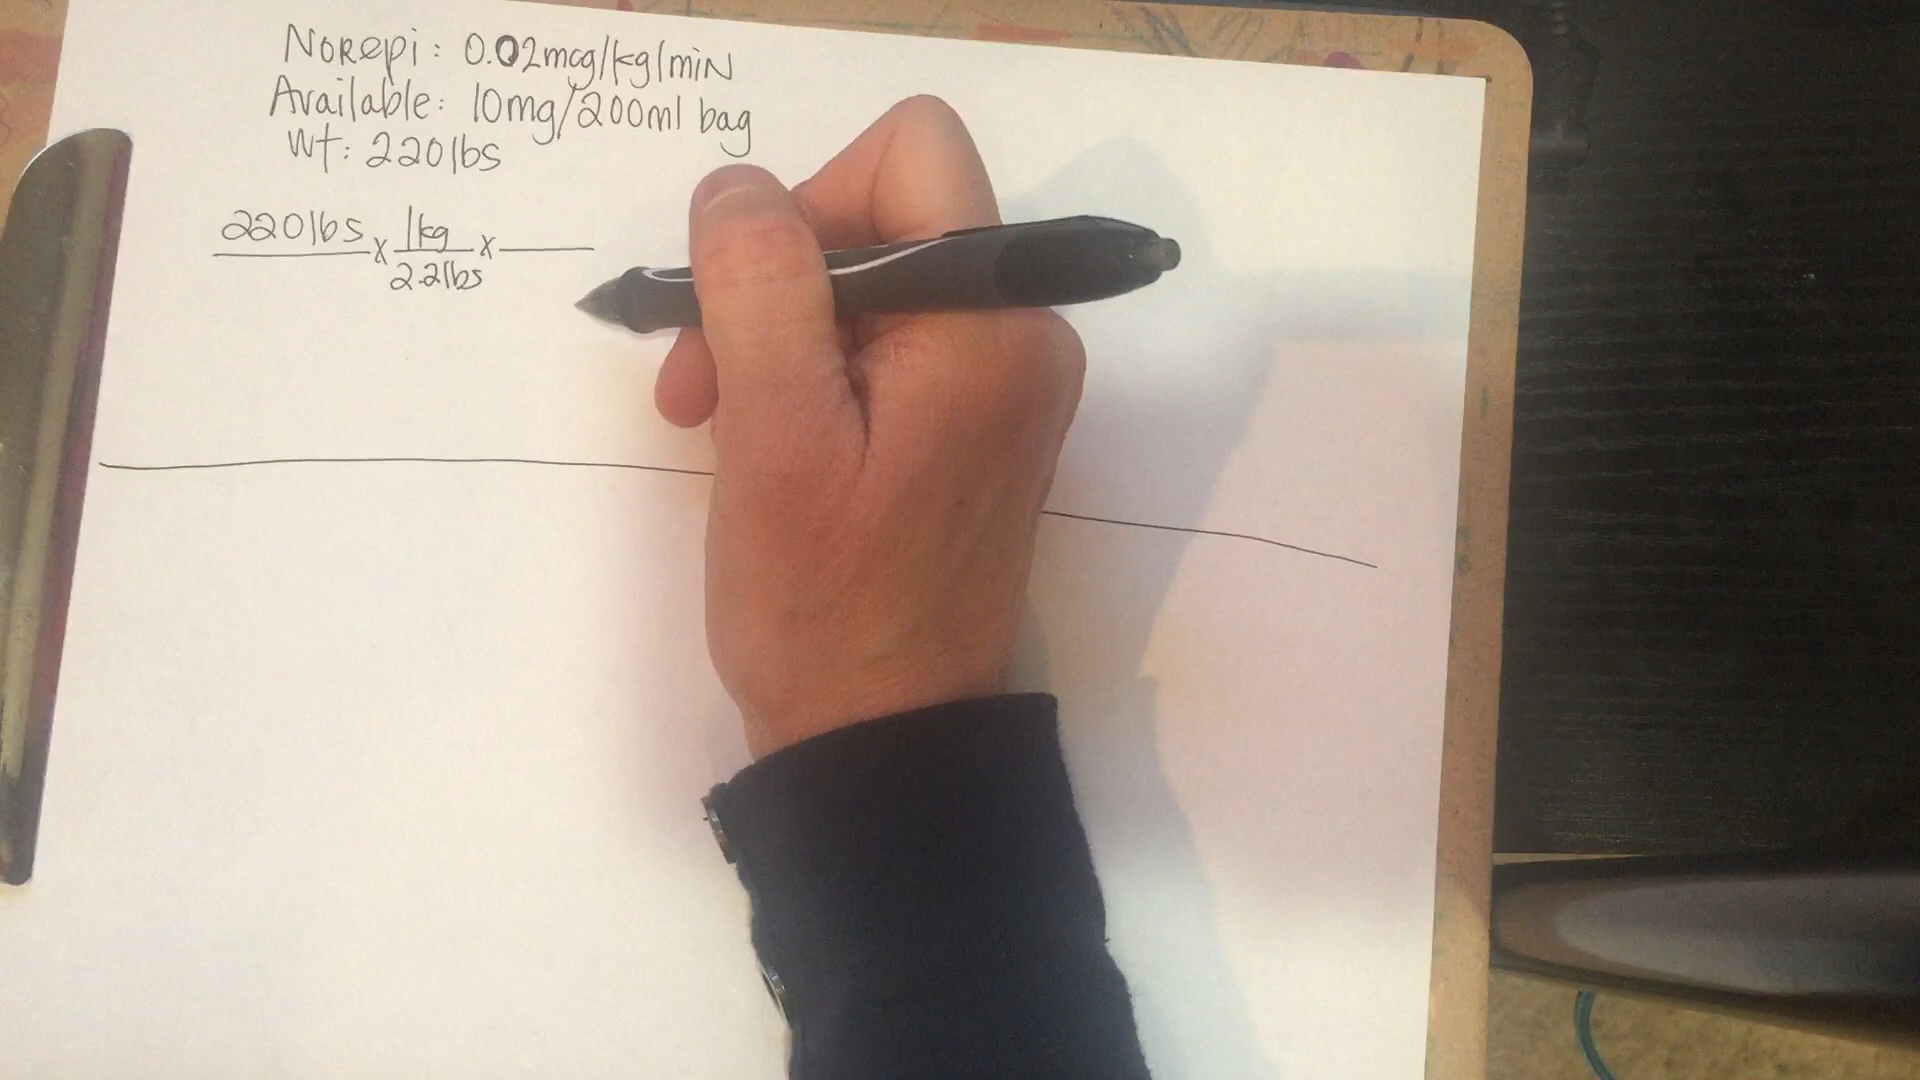 Norepi: 0.02mcg/kg/min
Available: 10mg/200ml bag
Wt: 220lbs
220lbs x 1kg x
2.2lbs